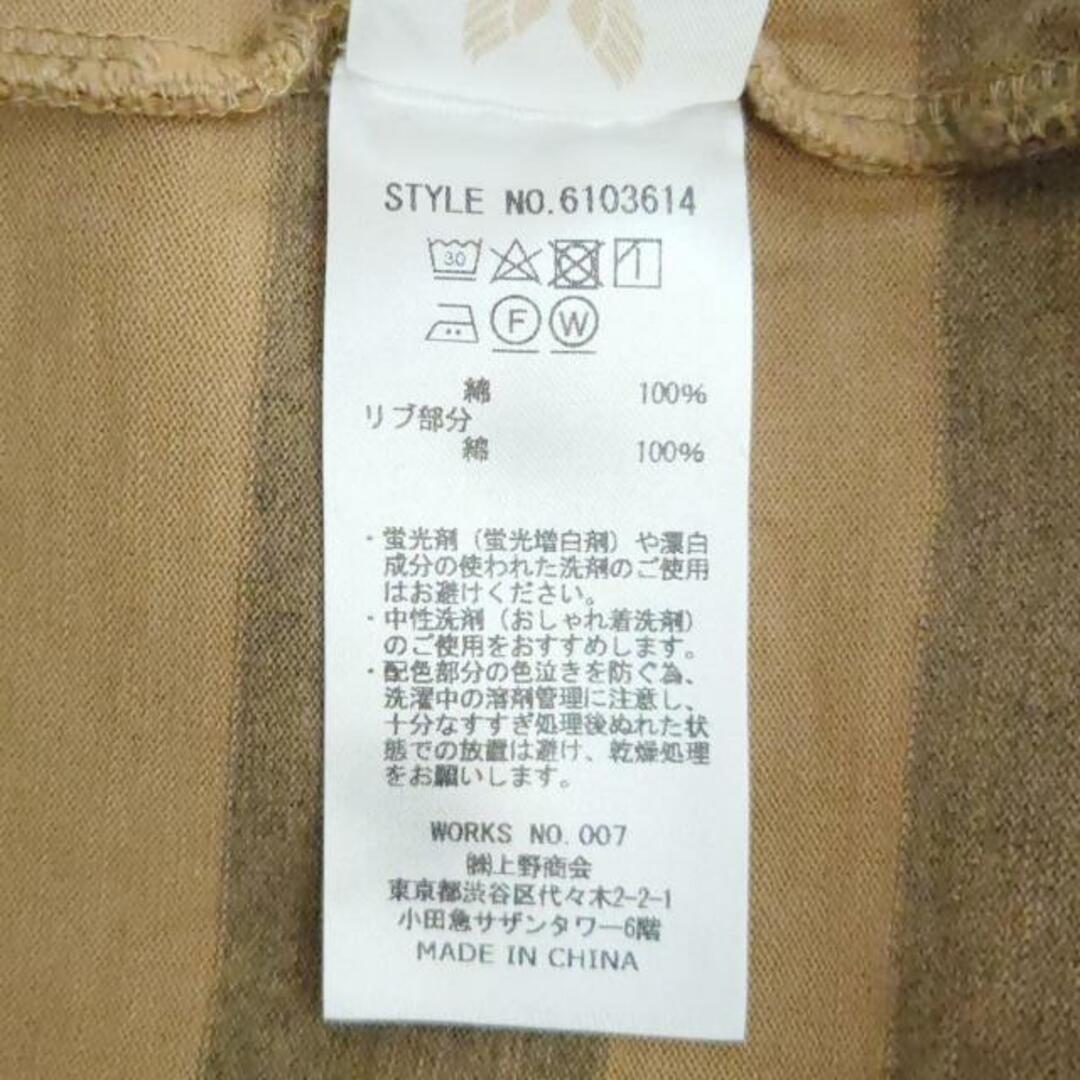 STYLE NO.6103614
30
F W
綿 100%
リブ部分
綿 100%
・蛍光剤（蛍光増白剤）や漂白
成分の使われた洗剤のご使用
はお避けください。
・中性洗剤（おしゃれ着洗剤）
のご使用をおすすめします。
・配色部分の色泣きを防ぐ為、
洗濯中の溶剤管理に注意し、
十分なすすぎ処理後ぬれた状
態での放置は避け、乾燥処理
をお願いします。
WORKS NO.007
㈱上野商会
東京都渋谷区代々木2-2-1
小田急サザンタワー6階
MADE IN CHINA